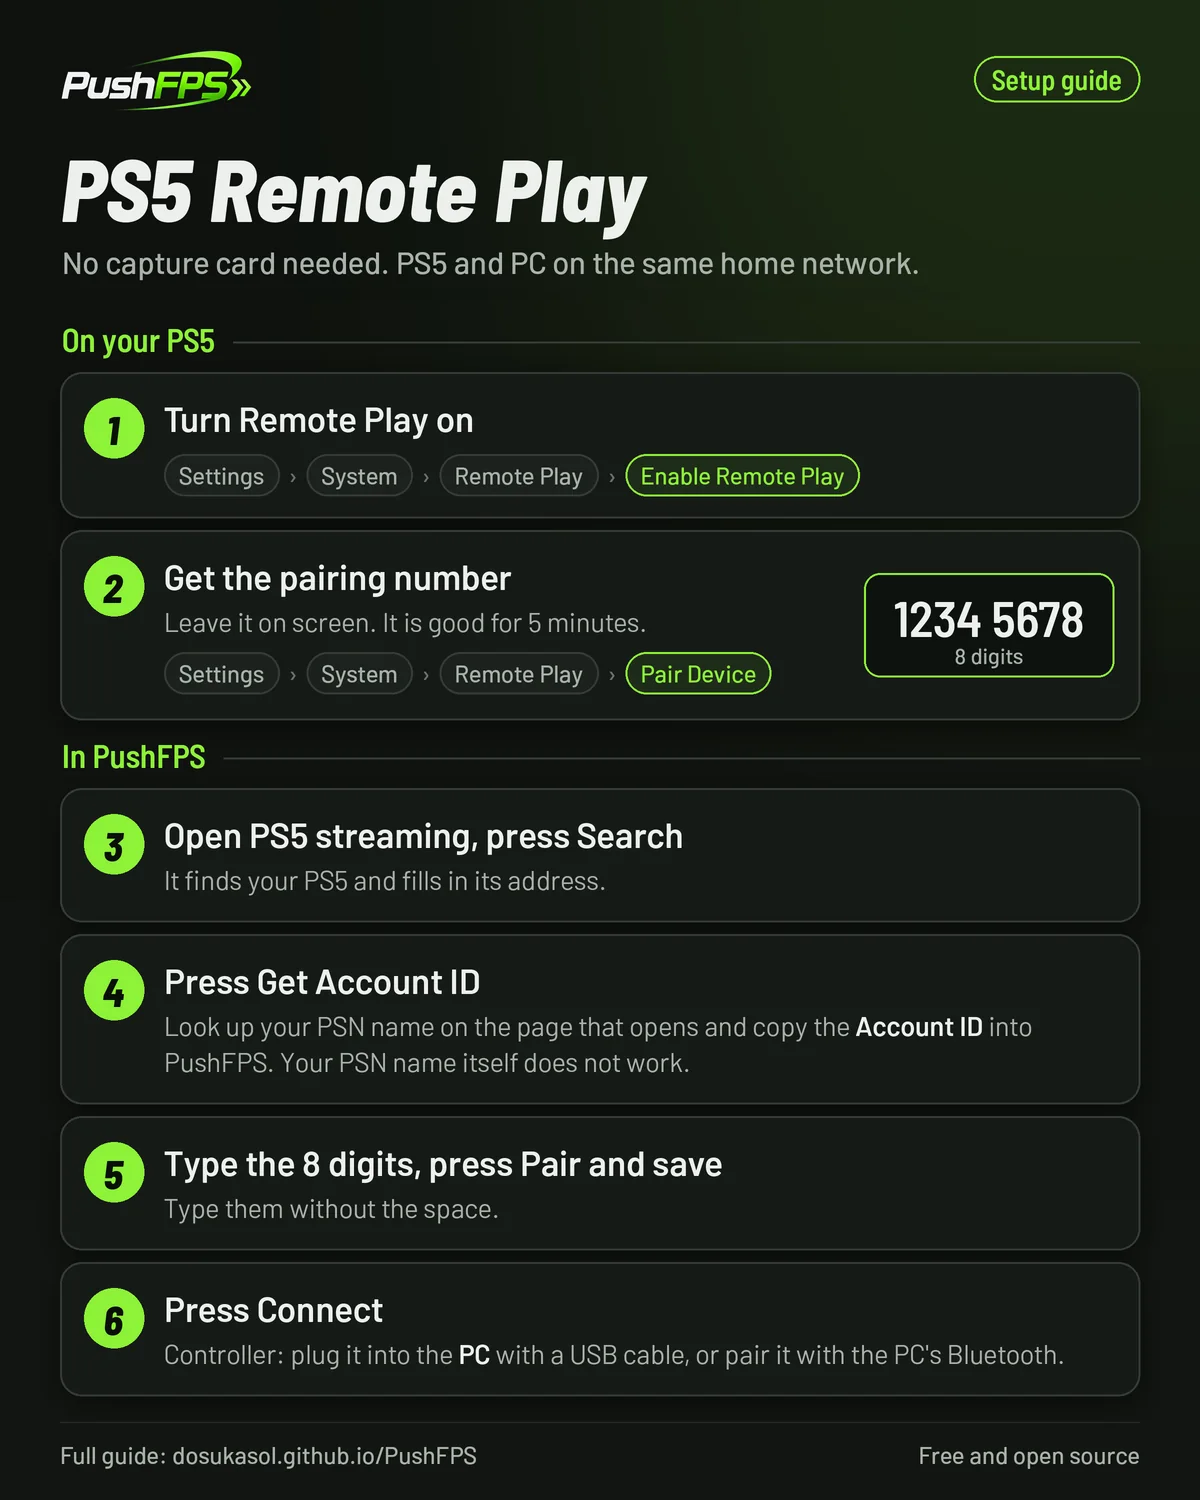 PushFPS»
Setup guide
PS5 Remote Play
No capture card needed. PS5 and PC on the same home network.
On your PS5
1
Turn Remote Play on
Settings › System › Remote Play › Enable Remote Play
2
Get the pairing number
Leave it on screen. It is good for 5 minutes.
Settings › System › Remote Play › Pair Device
1234 5678
8 digits
In PushFPS
3
Open PS5 streaming, press Search
It finds your PS5 and fills in its address.
4
Press Get Account ID
Look up your PSN name on the page that opens and copy the Account ID into
PushFPS. Your PSN name itself does not work.
5
Type the 8 digits, press Pair and save
Type them without the space.
6
Press Connect
Controller: plug it into the PC with a USB cable, or pair it with the PC's Bluetooth.
Full guide: dosukasol.github.io/PushFPS
Free and open source